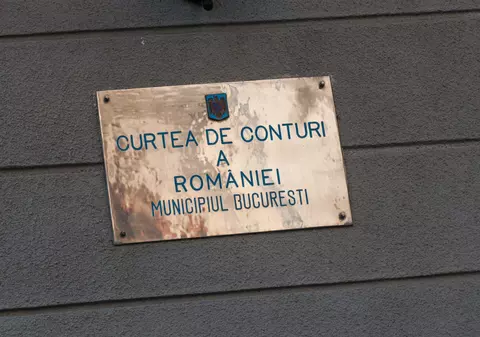 CURTEA DE CONTURI
A
ROMÂNIEI
MUNICIPIUL BUCURESTI